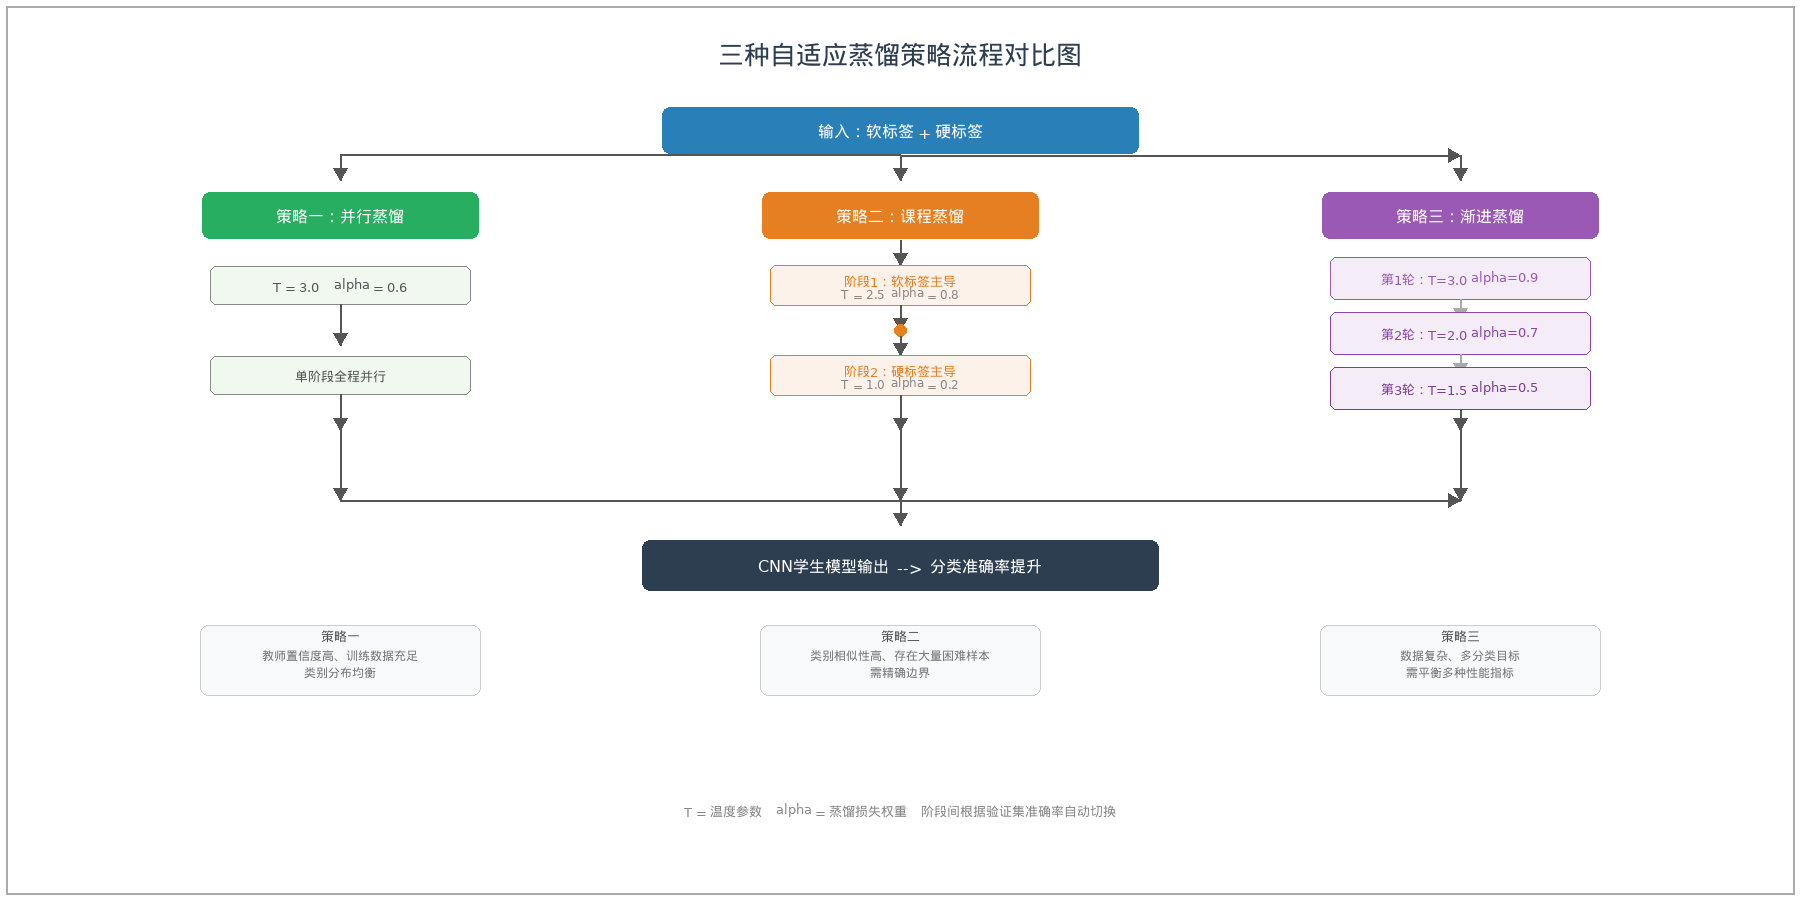 三种自适应蒸馏策略流程对比图
输入：软标签 + 硬标签
策略一：并行蒸馏
T = 3.0 alpha = 0.6
单阶段全程并行
策略二：课程蒸馏
阶段1：软标签主导
T = 2.5 alpha = 0.8
阶段2：硬标签主导
T = 1.0 alpha = 0.2
策略三：渐进蒸馏
第1轮：T=3.0 alpha=0.9
第2轮：T=2.0 alpha=0.7
第3轮：T=1.5 alpha=0.5
CNN学生模型输出 --> 分类准确率提升
策略一
教师置信度高、训练数据充足
类别分布均衡
策略二
类别相似性高、存在大量困难样本
需精确边界
策略三
数据复杂、多分类目标
需平衡多种性能指标
T = 温度参数 alpha = 蒸馏损失权重 阶段间根据验证集准确率自动切换